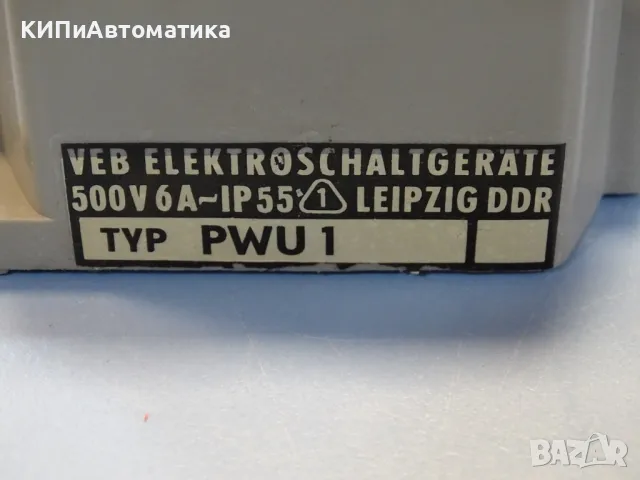 КИПиАвтоматика
VEB ELEKTROSCHALTGERÄTE
500V 6A~IP55 1 LEIPZIG DDR
TYP PWU 1
BAZAR